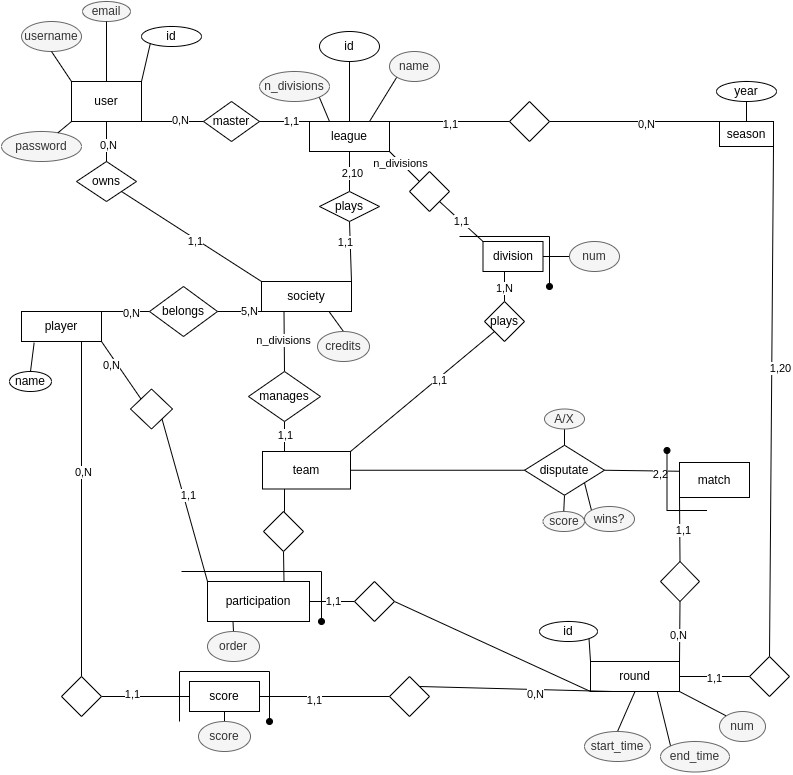 email
username
id
id
name
n_divisions
year
user
0,N
master
1,1
league
1,1
0,N
season
password
0,N
n_divisions
2,10
owns
plays
1,1
1,1
1,1
division
num
society
1,N
player
0,N
belongs
5,N
plays
n_divisions
credits
0,N
1,20
name
1,1
manages
A/X
1,1
team
disputate
2,2
match
0,N
1,1
score
wins?
1,1
participation
1,1
id
0,N
order
round
score
1,1
1,1
0,N
1,1
score
start_time
end_time
num